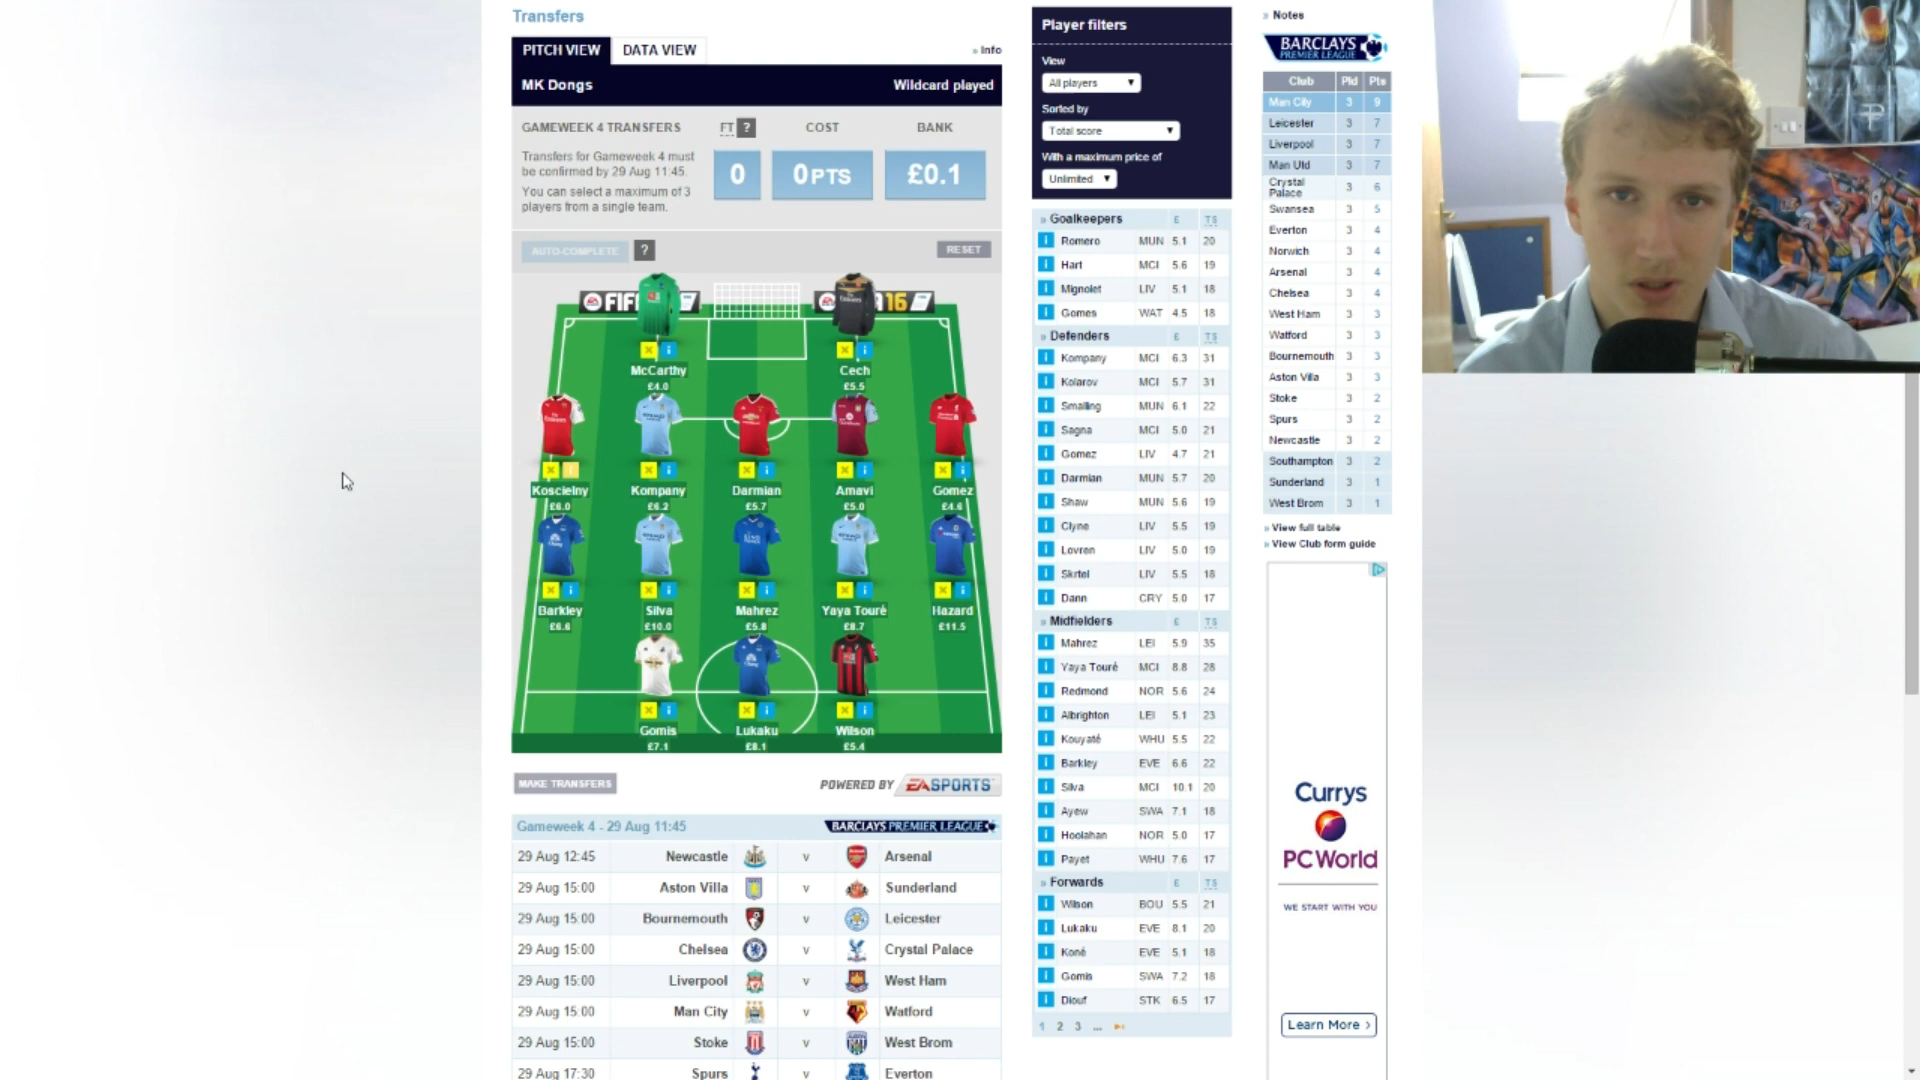 Transfers
PITCH VIEW
DATA VIEW
» Info
MK Dongs
Wildcard played
GAMEWEEK 4 TRANSFERS
FT ?
COST
BANK
Transfers for Gameweek 4 must
be confirmed by 29 Aug 11:45.
You can select a maximum of 3
players from a single team.
0
0 PTS
£0.1
AUTO-COMPLETE
?
RESET
FIF
16
McCarthy
£4.0
Cech
£5.5
Koscielny
£6.0
Kompany
£6.2
Darmian
£5.7
Amavi
£5.0
Gomez
£4.6
Barkley
£6.6
Silva
£10.0
Mahrez
£5.8
Yaya Touré
£8.7
Hazard
£11.5
Gomis
£7.1
Lukaku
£8.1
Wilson
£5.4
MAKE TRANSFERS
POWERED BY EA SPORTS
Gameweek 4 - 29 Aug 11:45
BARCLAYS PREMIER LEAGUE
29 Aug 12:45 Newcastle v Arsenal
29 Aug 15:00 Aston Villa v Sunderland
29 Aug 15:00 Bournemouth v Leicester
29 Aug 15:00 Chelsea v Crystal Palace
29 Aug 15:00 Liverpool v West Ham
29 Aug 15:00 Man City v Watford
29 Aug 15:00 Stoke v West Brom
29 Aug 17:30 Spurs v Everton
Player filters
View
All players
Sorted by
Total score
With a maximum price of
Unlimited
» Goalkeepers £ TS
Romero MUN 5.1 20
Hart MCI 5.6 19
Mignolet LIV 5.1 18
Gomes WAT 4.5 18
» Defenders £ TS
Kompany MCI 6.3 31
Kolarov MCI 5.7 31
Smalling MUN 6.1 22
Sagna MCI 5.0 21
Gomez LIV 4.7 21
Darmian MUN 5.7 20
Shaw MUN 5.6 19
Clyne LIV 5.5 19
Lovren LIV 5.0 19
Skrtel LIV 5.5 18
Dann CRY 5.0 17
» Midfielders £ TS
Mahrez LEI 5.9 35
Yaya Touré MCI 8.8 28
Redmond NOR 5.6 24
Albrighton LEI 5.1 23
Kouyaté WHU 5.5 22
Barkley EVE 6.6 22
Silva MCI 10.1 20
Ayew SWA 7.1 18
Hoolahan NOR 5.0 17
Payet WHU 7.6 17
» Forwards £ TS
Wilson BOU 5.5 21
Lukaku EVE 8.1 20
Koné EVE 5.1 18
Gomis SWA 7.2 18
Diouf STK 6.5 17
1 2 3 ...
» Notes
BARCLAYS
PREMIER LEAGUE
Club Pld Pts
Man City 3 9
Leicester 3 7
Liverpool 3 7
Man Utd 3 7
Crystal Palace 3 6
Swansea 3 5
Everton 3 4
Norwich 3 4
Arsenal 3 4
Chelsea 3 4
West Ham 3 3
Watford 3 3
Bournemouth 3 3
Aston Villa 3 3
Stoke 3 2
Spurs 3 2
Newcastle 3 2
Southampton 3 2
Sunderland 3 1
West Brom 3 1
» View full table
» View Club form guide
Currys
PC World
WE START WITH YOU
Learn More >